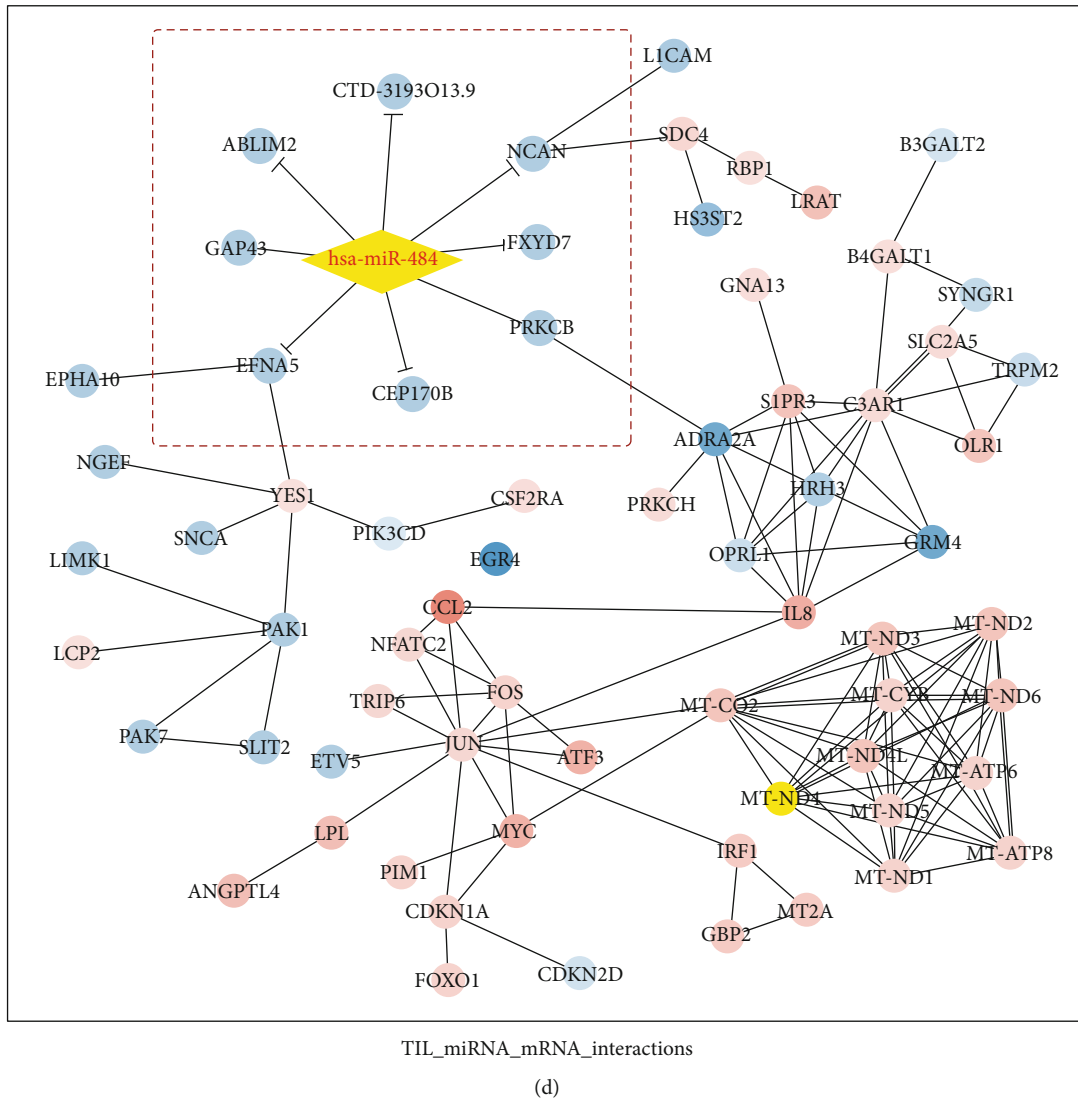 L1CAM
CTD-3193O13.9
ABLIM2
NCAN
SDC4
B3GALT2
RBP1
LRAT
HS3ST2
GAP43
hsa-miR-484
FXYD7
B4GALT1
GNA13
SYNGR1
PRKCB
SLC2A5
EFNA5
TRPM2
EPHA10
CEP170B
S1PR3
C3AR1
ADRA2A
OLR1
NGEF
HRH3
YES1
CSF2RA
PRKCH
SNCA
PIK3CD
GRM4
LIMK1
EGR4
OPRL1
CCL2
IL8
PAK1
MT-ND2
LCP2
NFATC2
MT-ND3
FOS
MT-CYB
MT-ND6
TRIP6
MT-CO2
PAK7
SLIT2
JUN
ETV5
ATF3
MT-ND4L
MT-ATP6
MT-ND4
MT-ND5
LPL
MYC
IRF1
MT-ATP8
PIM1
MT-ND1
ANGPTL4
CDKN1A
MT2A
GBP2
FOXO1
CDKN2D
TIL_miRNA_mRNA_interactions
(d)